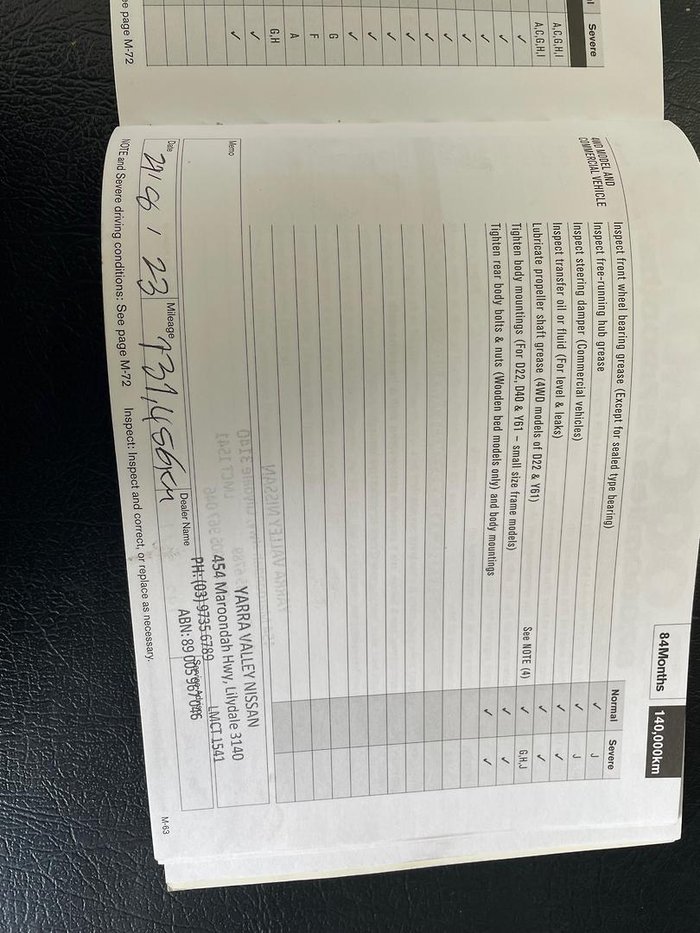 Severe
A,C,G,H,I
A,C,G,H,I
✓
✓
✓
✓
✓
✓
✓
✓
✓
G
F
A
G,H
✓
✓
ee page M-72
84Months 140,000km
Normal Severe
4WD MODEL AND
COMMERCIAL VEHICLE
Inspect front wheel bearing grease (Except for sealed type bearing) ✓ J
Inspect free-running hub grease ✓ J
Inspect steering damper (Commercial vehicles) ✓ ✓
Inspect transfer oil or fluid (For level & leaks) ✓ ✓
Lubricate propeller shaft grease (4WD models of D22 & Y61) See NOTE (4) ✓ G,H,J
Tighten body mountings (For D22, D40 & Y61 – small size frame models) ✓ ✓
Tighten rear body bolts & nuts (Wooden bed models only) and body mountings ✓ ✓
Memo
YARRA VALLEY NISSAN
454 Maroondah Hwy, Lilydale 3140
PH: (03) 9735 6789 LMCT 1541
ABN: 89 005 967 046
Date 21 / 8 / 23 Mileage 131,456KM Dealer Name
NOTE and Severe driving conditions: See page M-72 Inspect: Inspect and correct, or replace as necessary.
M-63